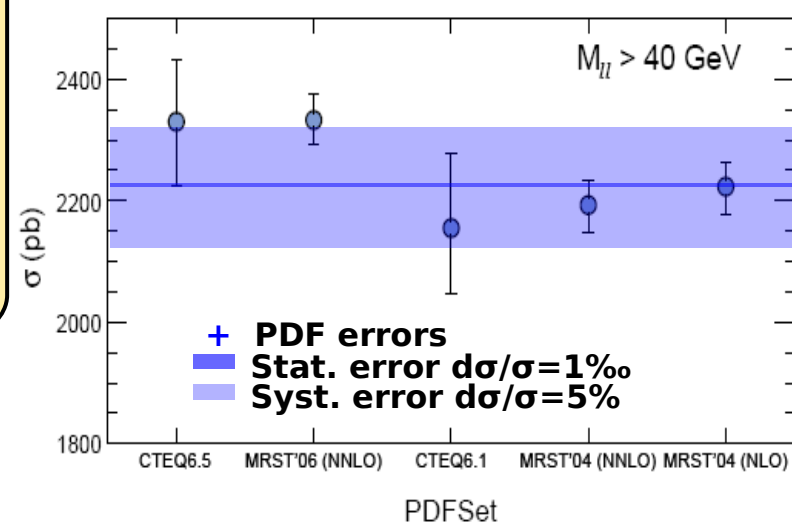 M_ll > 40 GeV
2400
2200
2000
1800
σ (pb)
+ PDF errors
Stat. error dσ/σ=1‰
Syst. error dσ/σ=5%
CTEQ6.5 MRST'06 (NNLO) CTEQ6.1 MRST'04 (NNLO) MRST'04 (NLO)
PDFSet